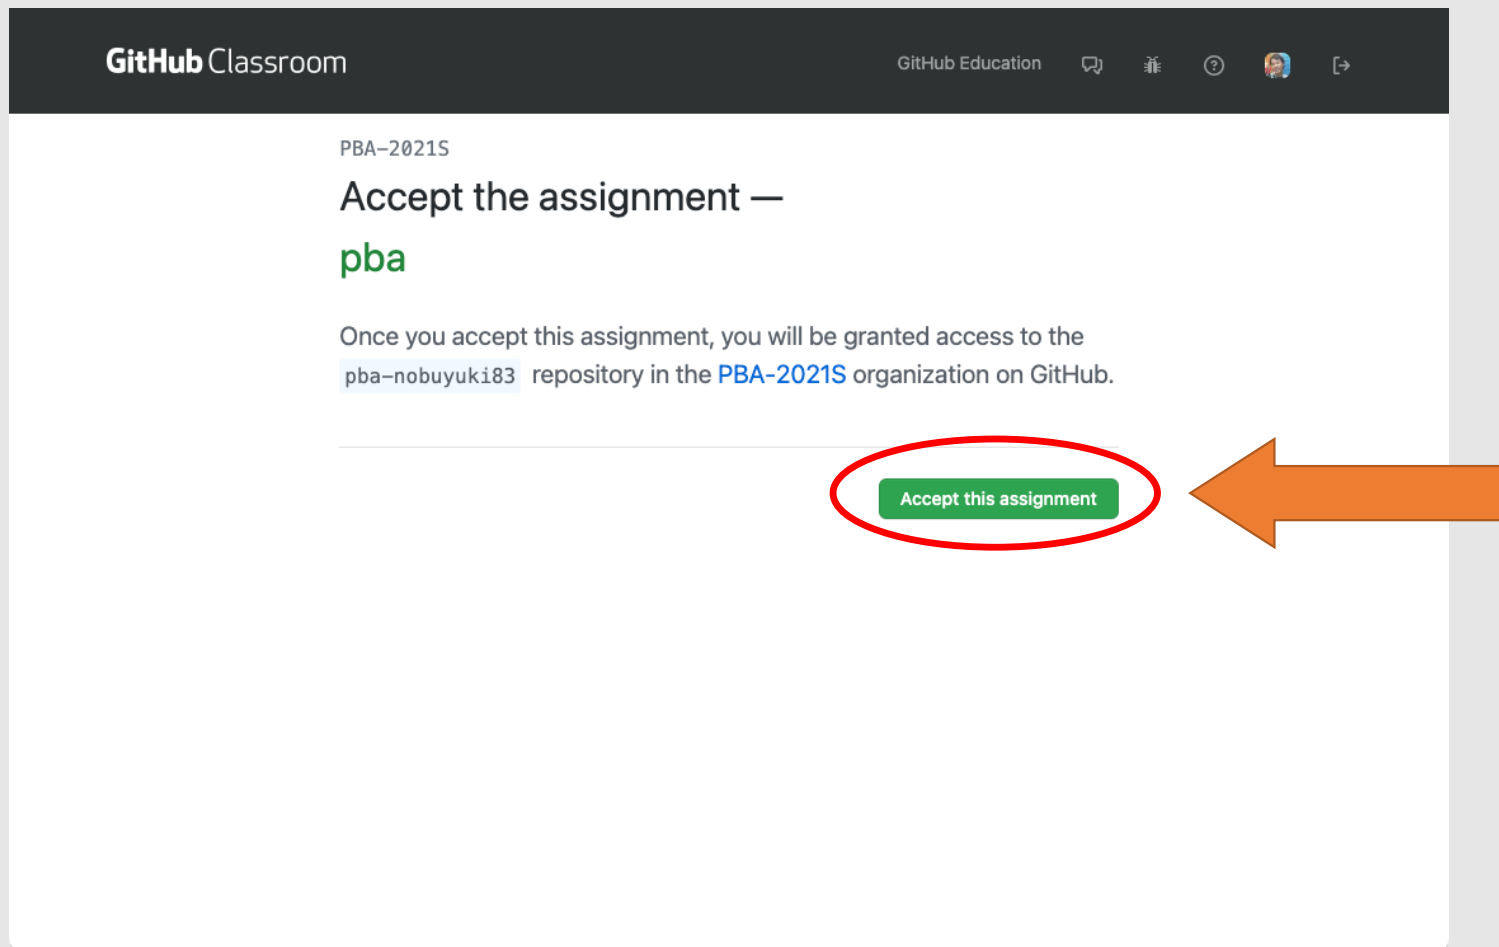 GitHub Classroom
GitHub Education
PBA-2021S
Accept the assignment —
pba
Once you accept this assignment, you will be granted access to the
pba-nobuyuki83 repository in the PBA-2021S organization on GitHub.
Accept this assignment